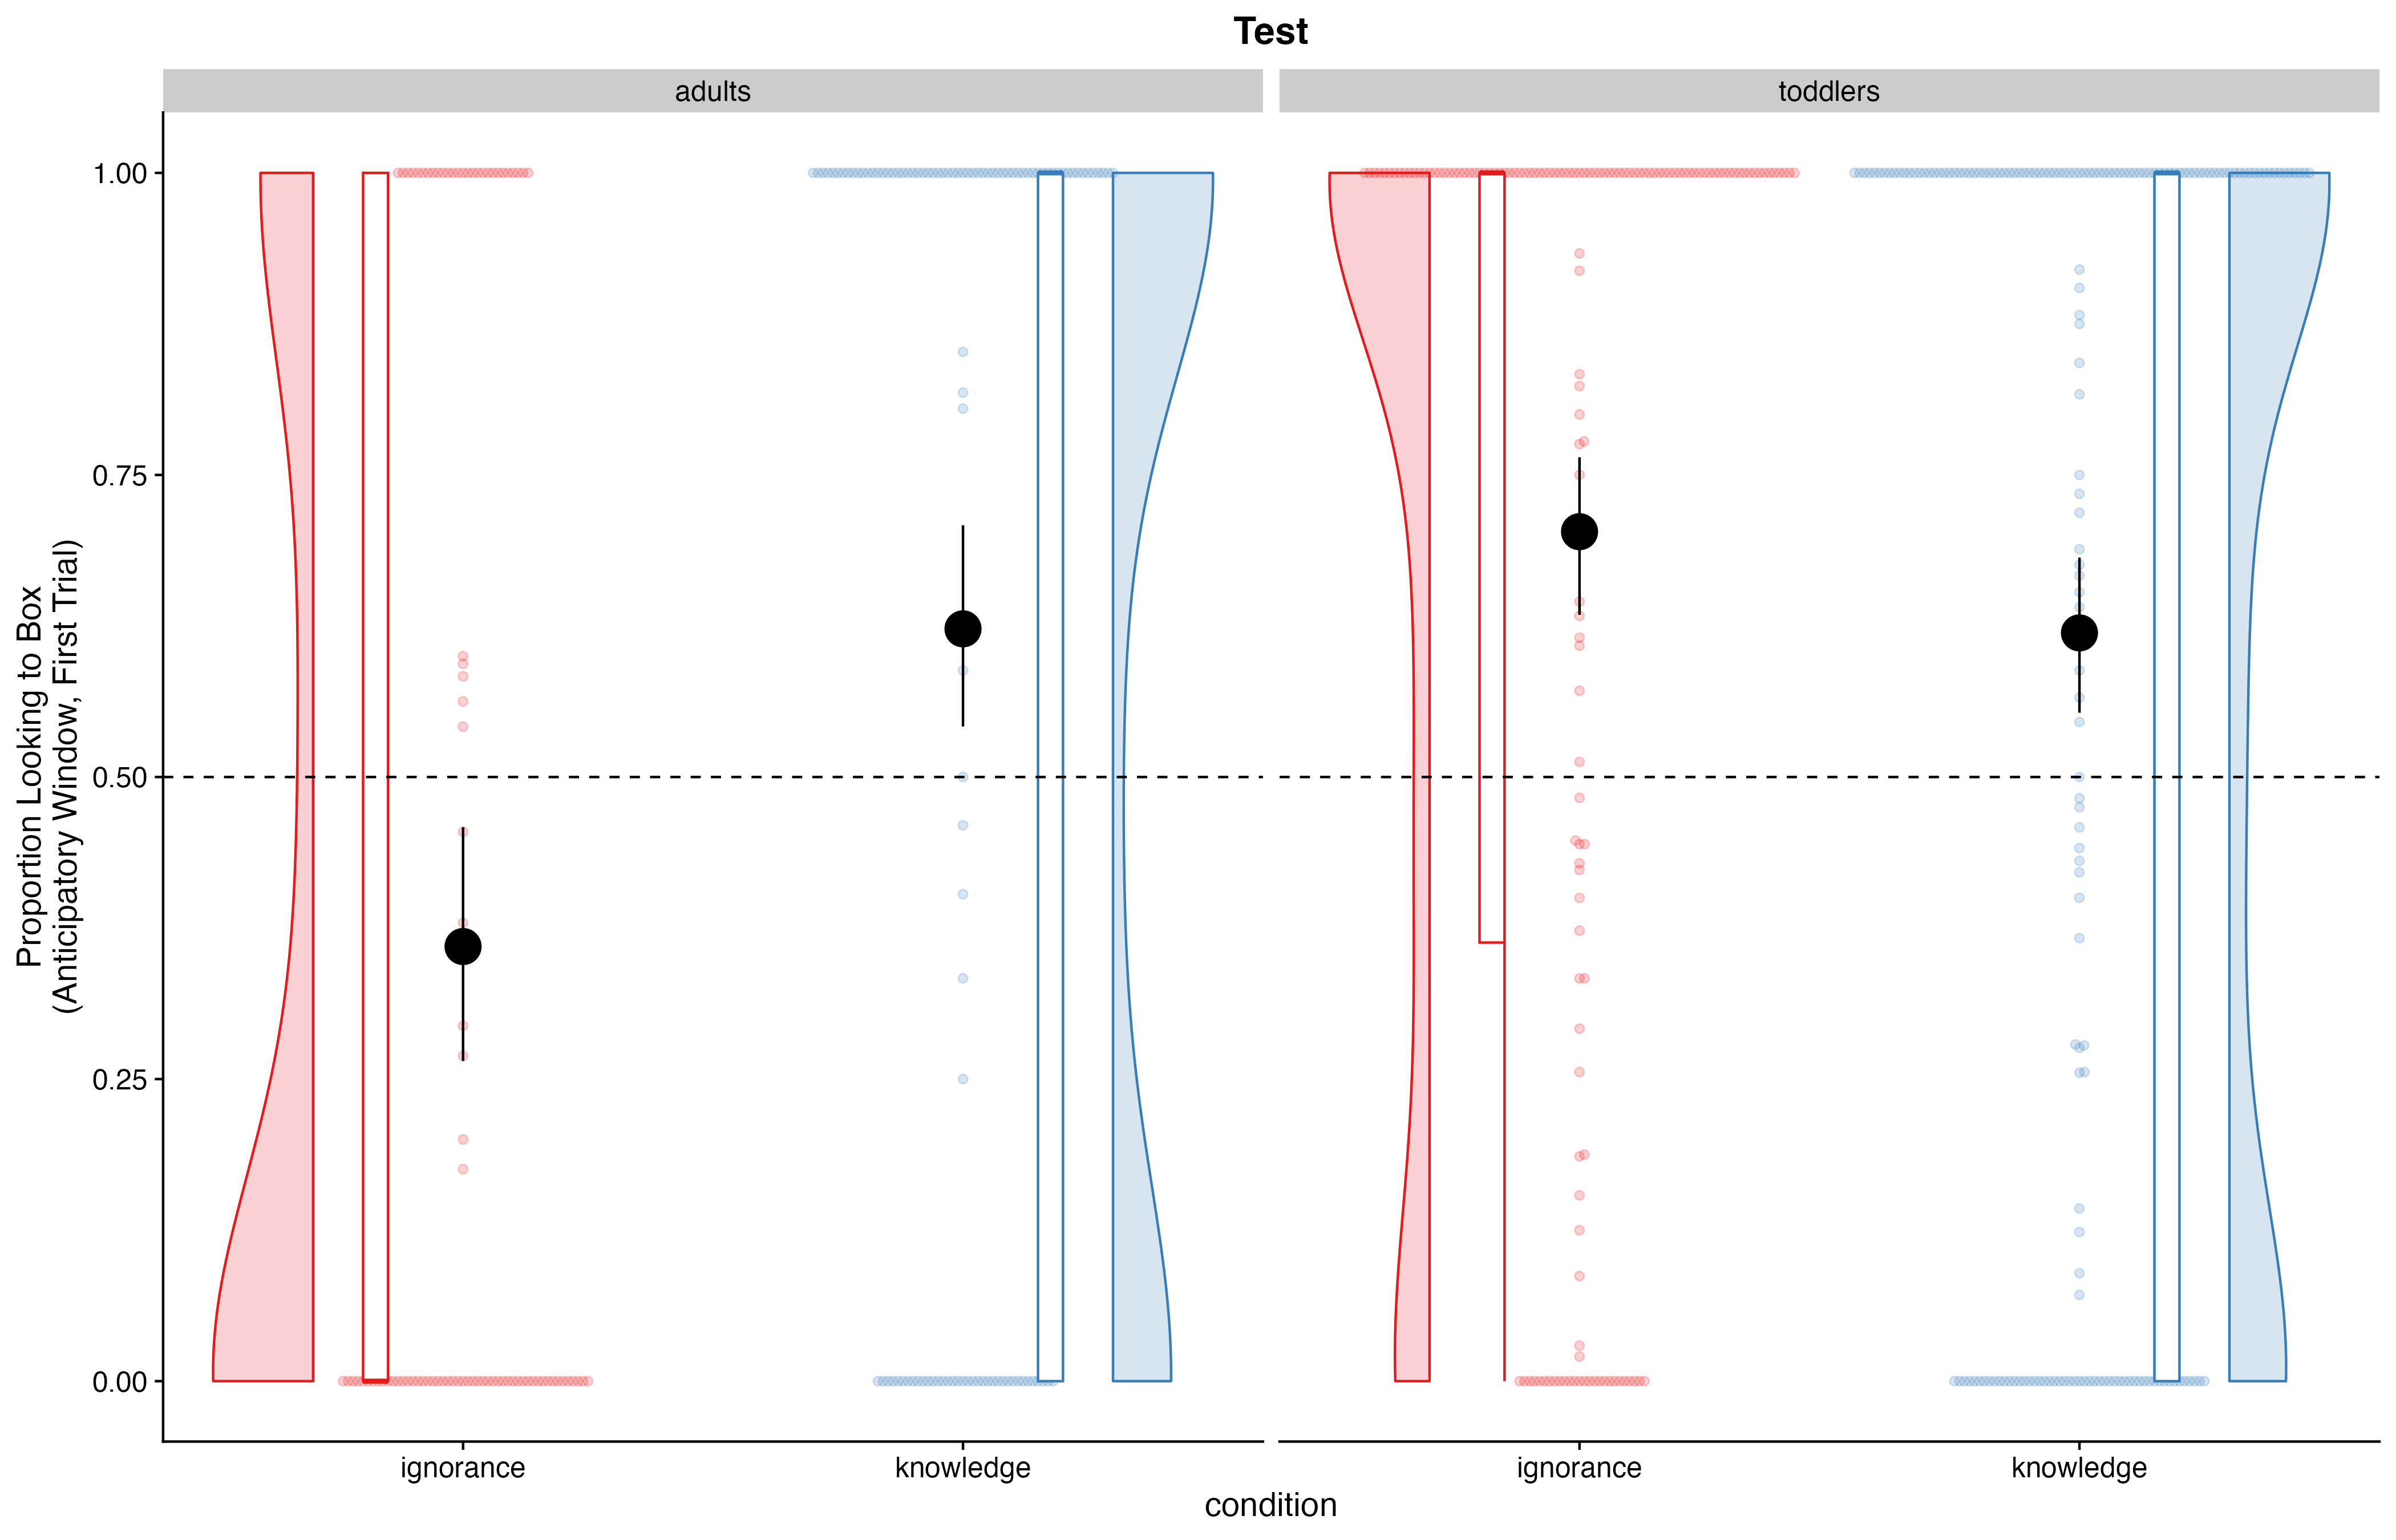 Test
adults
toddlers
1.00
0.75
0.50
0.25
0.00
Proportion Looking to Box
(Anticipatory Window, First Trial)
ignorance
knowledge
ignorance
knowledge
condition